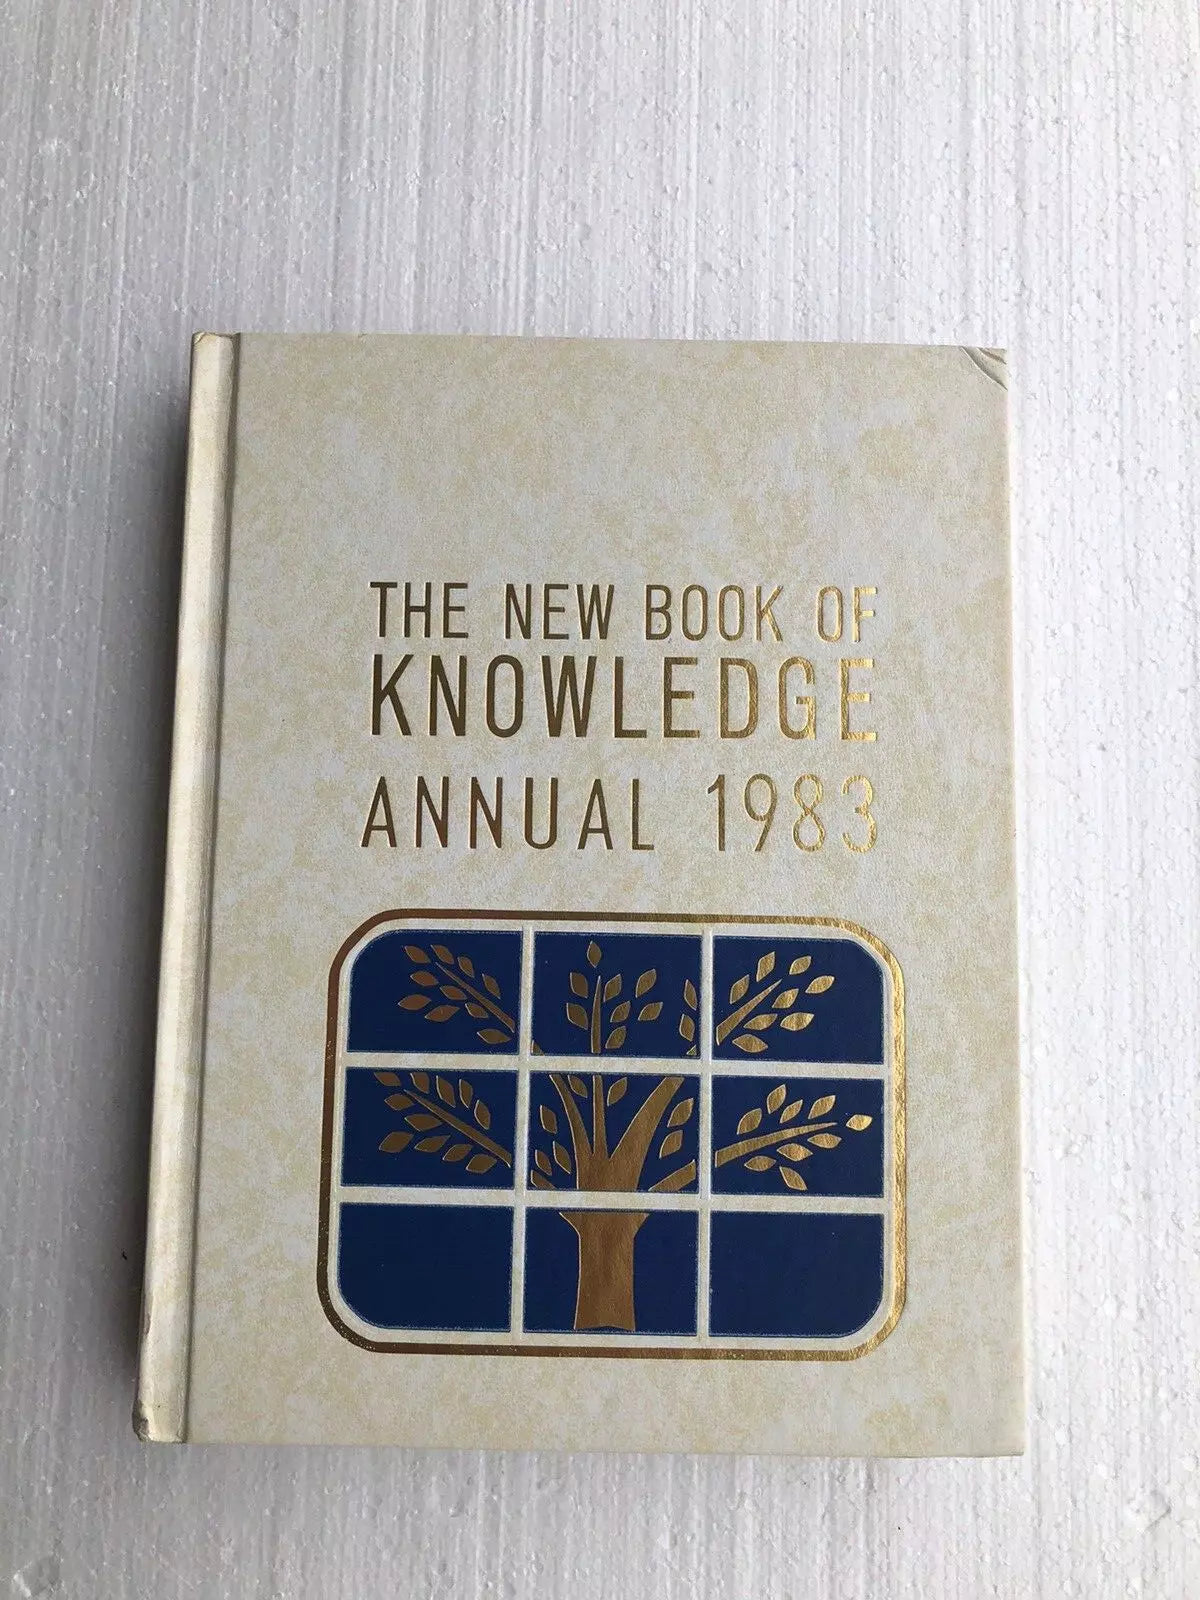 THE NEW BOOK OF
KNOWLEDGE
ANNUAL 1983